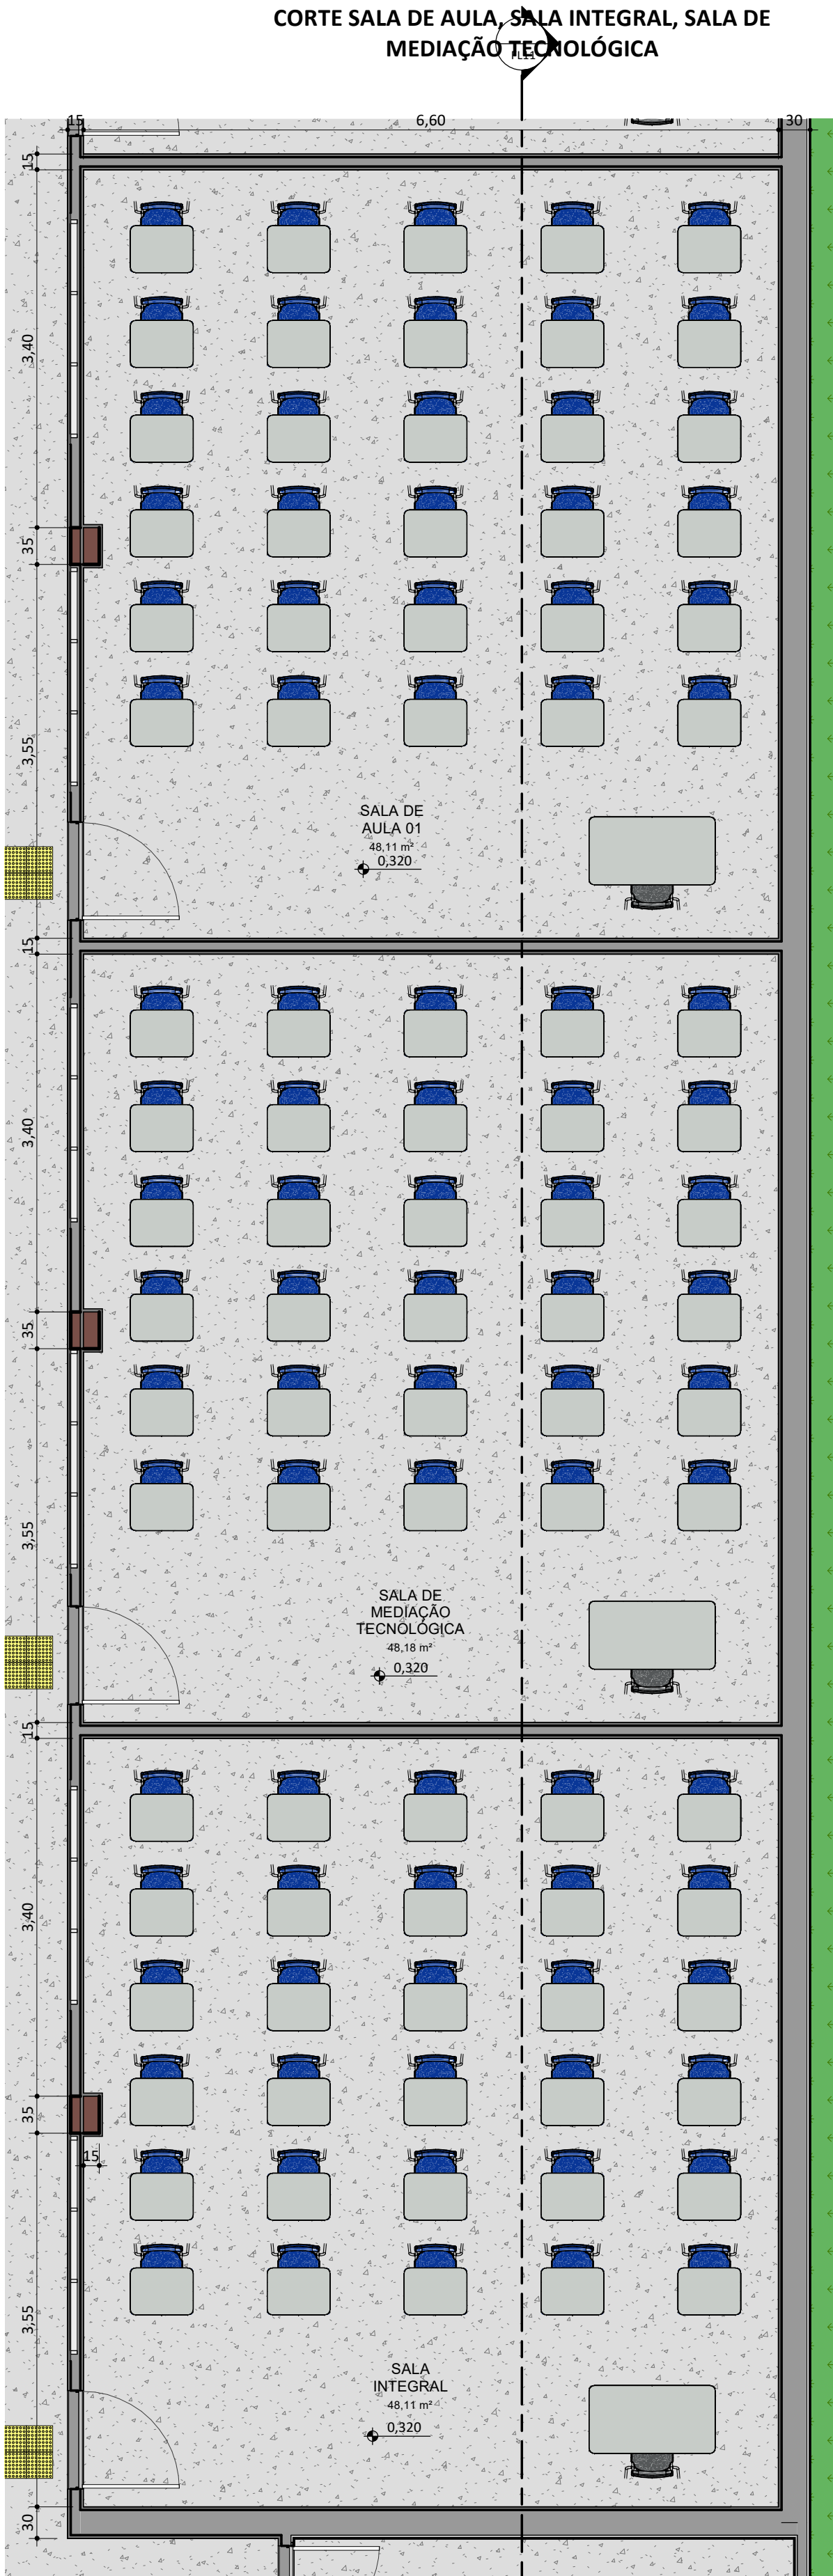 CORTE SALA DE AULA, SALA INTEGRAL, SALA DE
MEDIAÇÃO TECNOLÓGICA
FL11
15
6,60
30
15
3,40
35
3,55
SALA DE
AULA 01
48,11 m²
0,320
15
3,40
35
3,55
SALA DE
MEDIAÇÃO
TECNOLÓGICA
48,18 m²
0,320
15
3,40
35
15
3,55
SALA
INTEGRAL
48,11 m²
0,320
30